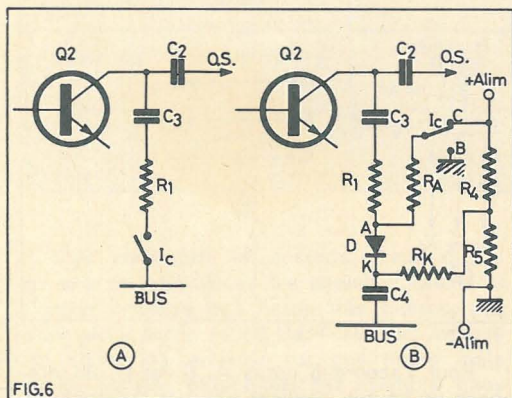 Q2
C2
O.S.
C3
R1
Ic
BUS
A
Q2
C2
O.S.
+Alim
C3
Ic
C
B
R1
RA
R4
A
D
K
RK
R5
C4
BUS
-Alim
B
FIG.6